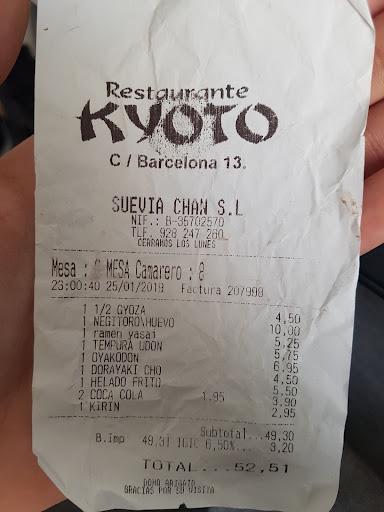 Restaurante
KYOTO
C / Barcelona 13.
SUEVIA CHAN S.L
NIF.: B-35702570
TLF. 928 247 260
CERRAMOS LOS LUNES
Mesa : MESA Camarero : 8
23:00:40 25/01/2019 Factura 207998
1 1/2 GYOZA 4,50
1 NEGITORO\HUEVO 10,00
1 ramen yasai 5,25
1 TEMPURA UDON 5,75
1 OYAKODON 6,95
1 DORAYAKI CHO 4,50
1 HELADO FRITO 5,50
2 COCA COLA 1,95 3,90
1 KIRIN 2,95
Subtotal...49,30
B.Imp 49,31 IGIC 6,50%... 3,20
TOTAL...52,51
DOMO ARIGATO
GRACIAS POR SU VISITA